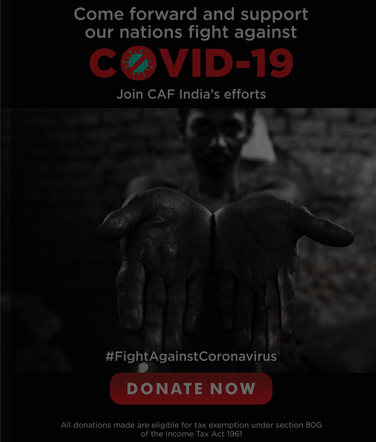 Come forward and support
our nations fight against
COVID-19
Join CAF India's efforts
#FightAgainstCoronavirus
DONATE NOW
All donations made are eligible for tax exemption under section 80G
of the Income Tax Act 1961